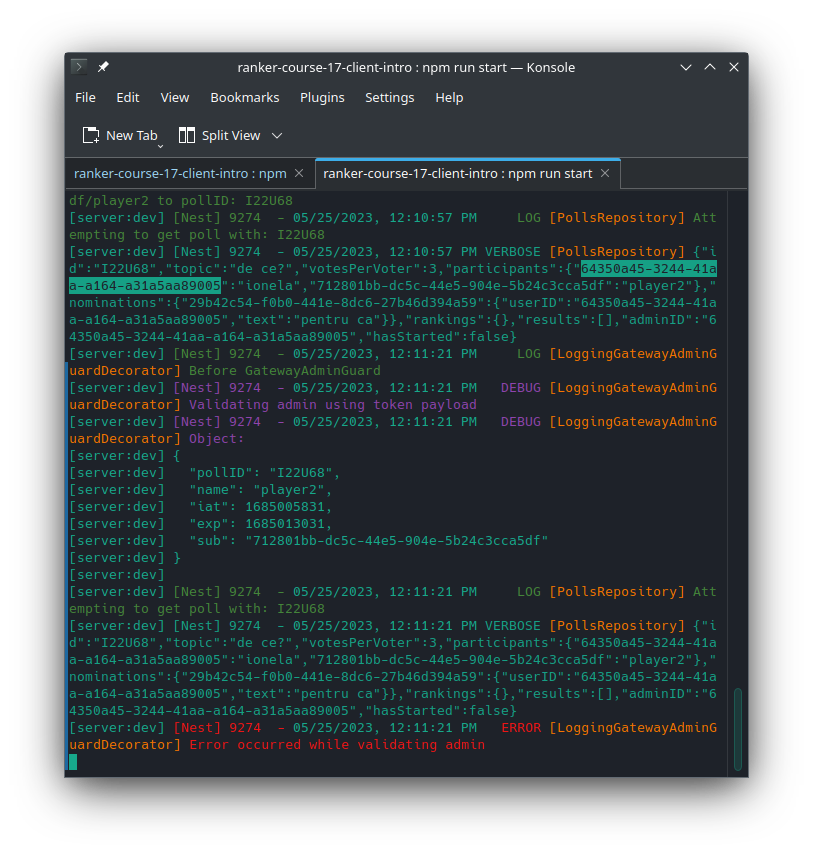 ranker-course-17-client-intro : npm run start — Konsole
File Edit View Bookmarks Plugins Settings Help
New Tab Split View
ranker-course-17-client-intro : npm ranker-course-17-client-intro : npm run start
df/player2 to pollID: I22U68
[server:dev] [Nest] 9274  - 05/25/2023, 12:10:57 PM     LOG [PollsRepository] Att
empting to get poll with: I22U68
[server:dev] [Nest] 9274  - 05/25/2023, 12:10:57 PM VERBOSE [PollsRepository] {"i
d":"I22U68","topic":"de ce?","votesPerVoter":3,"participants":{"64350a45-3244-41a
a-a164-a31a5aa89005":"ionela","712801bb-dc5c-44e5-904e-5b24c3cca5df":"player2"},"
nominations":{"29b42c54-f0b0-441e-8dc6-27b46d394a59":{"userID":"64350a45-3244-41a
a-a164-a31a5aa89005","text":"pentru ca"}},"rankings":{},"results":[],"adminID":"6
4350a45-3244-41aa-a164-a31a5aa89005","hasStarted":false}
[server:dev] [Nest] 9274  - 05/25/2023, 12:11:21 PM     LOG [LoggingGatewayAdminG
uardDecorator] Before GatewayAdminGuard
[server:dev] [Nest] 9274  - 05/25/2023, 12:11:21 PM   DEBUG [LoggingGatewayAdminG
uardDecorator] Validating admin using token payload
[server:dev] [Nest] 9274  - 05/25/2023, 12:11:21 PM   DEBUG [LoggingGatewayAdminG
uardDecorator] Object:
[server:dev] {
[server:dev]   "pollID": "I22U68",
[server:dev]   "name": "player2",
[server:dev]   "iat": 1685005831,
[server:dev]   "exp": 1685013031,
[server:dev]   "sub": "712801bb-dc5c-44e5-904e-5b24c3cca5df"
[server:dev] }
[server:dev]
[server:dev] [Nest] 9274  - 05/25/2023, 12:11:21 PM     LOG [PollsRepository] Att
empting to get poll with: I22U68
[server:dev] [Nest] 9274  - 05/25/2023, 12:11:21 PM VERBOSE [PollsRepository] {"i
d":"I22U68","topic":"de ce?","votesPerVoter":3,"participants":{"64350a45-3244-41a
a-a164-a31a5aa89005":"ionela","712801bb-dc5c-44e5-904e-5b24c3cca5df":"player2"},"
nominations":{"29b42c54-f0b0-441e-8dc6-27b46d394a59":{"userID":"64350a45-3244-41a
a-a164-a31a5aa89005","text":"pentru ca"}},"rankings":{},"results":[],"adminID":"6
4350a45-3244-41aa-a164-a31a5aa89005","hasStarted":false}
[server:dev] [Nest] 9274  - 05/25/2023, 12:11:21 PM   ERROR [LoggingGatewayAdminG
uardDecorator] Error occurred while validating admin